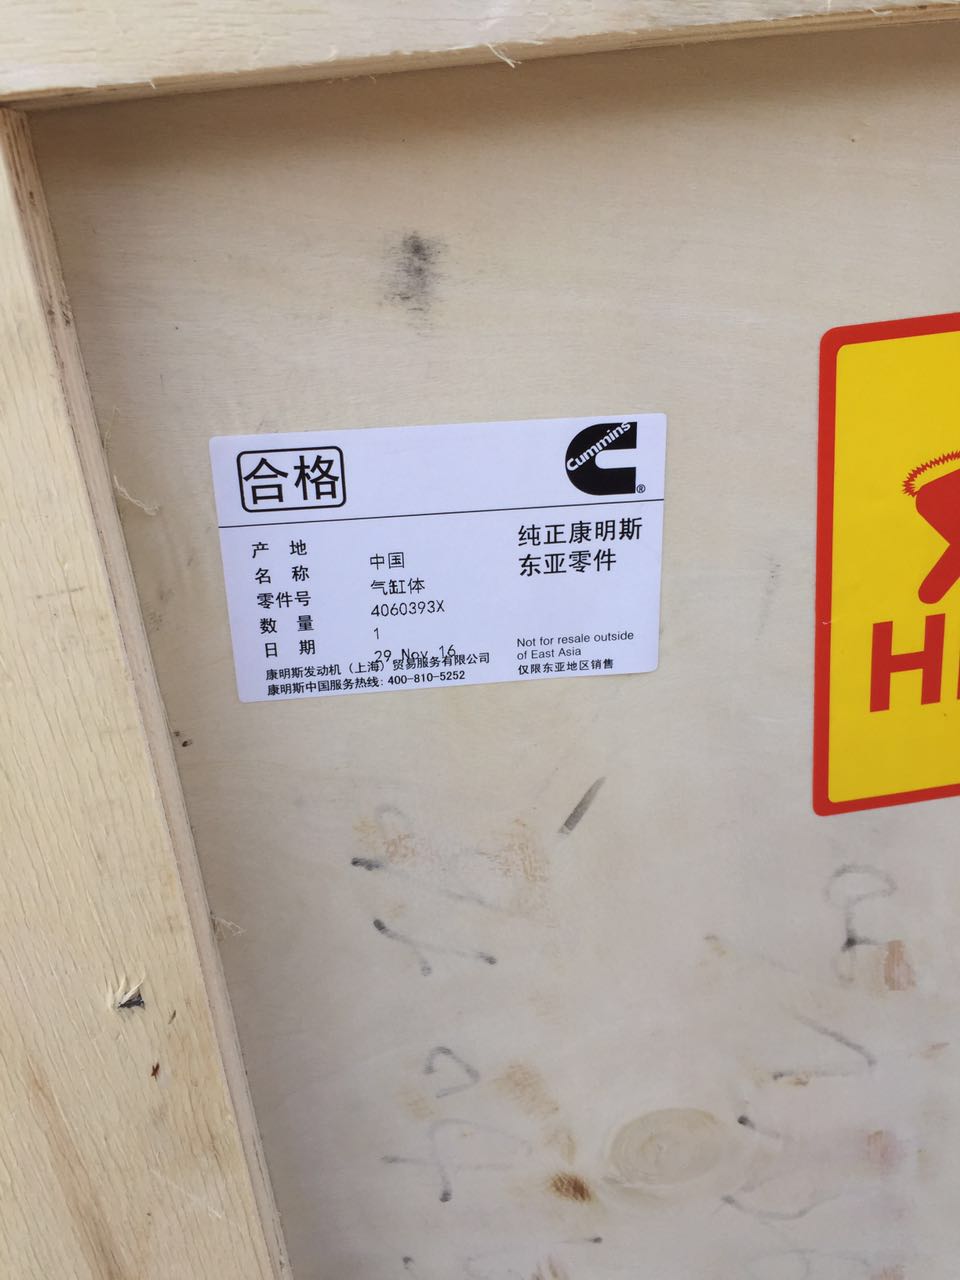 合格
Cummins
®
产 地 中国
名 称 气缸体
零件号 4060393X
数 量 1
日 期 29 Nov 16
纯正康明斯
东亚零件
康明斯发动机（上海）贸易服务有限公司
康明斯中国服务热线: 400-810-5252
Not for resale outside
of East Asia
仅限东亚地区销售